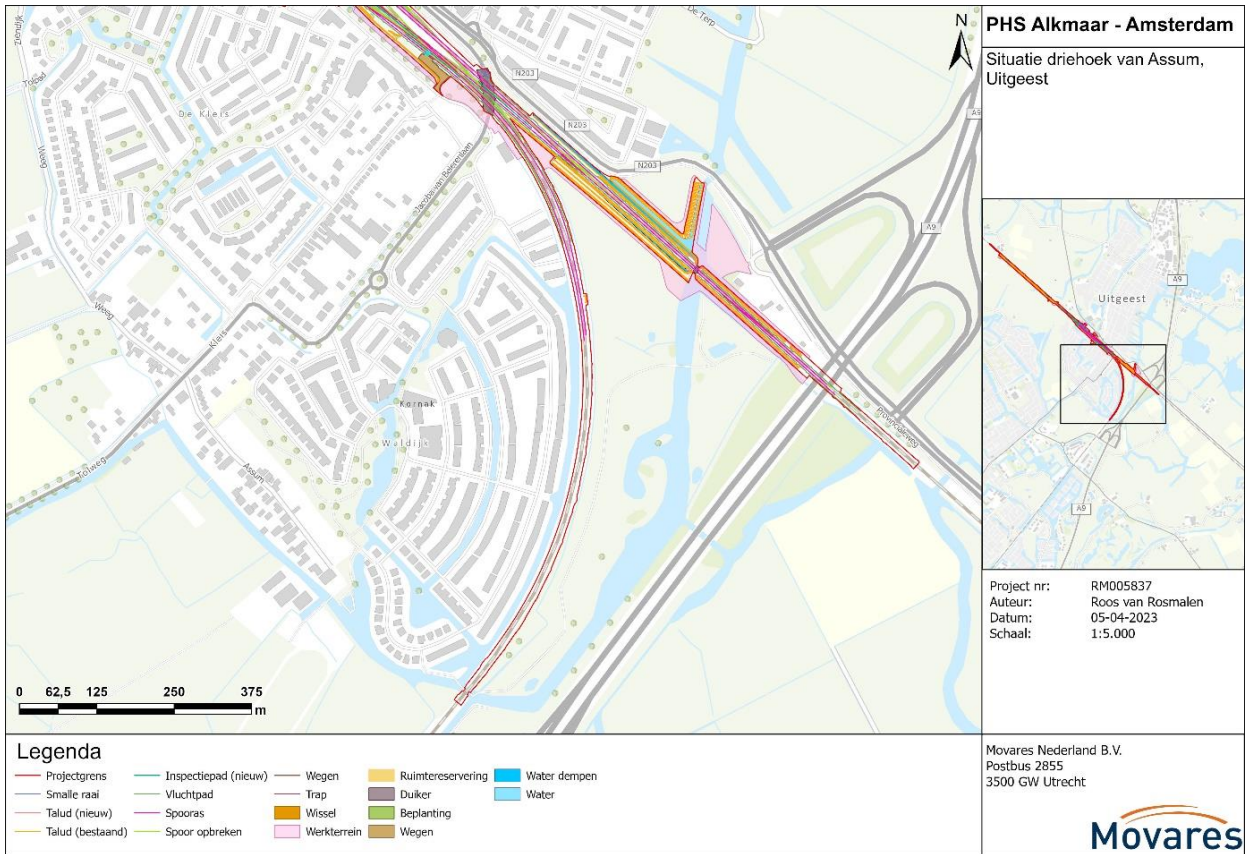 PHS Alkmaar - Amsterdam
Situatie driehoek van Assum,
Uitgeest
N
Ziendijk
Tolpad
De Kleis
Weeg
Weeg
Kleis
Tolweg
Assum
Waldijk
Kornak
De Terp
N203
N203
N203
A9
A9
Provincialeweg
Uitgeest
A9
A9
0 62,5 125 250 375
m
Project nr: RM005837
Auteur: Roos van Rosmalen
Datum: 05-04-2023
Schaal: 1:5.000
Legenda
Projectgrens
Smalle raai
Talud (nieuw)
Talud (bestaand)
Inspectiepad (nieuw)
Vluchtpad
Spooras
Spoor opbreken
Wegen
Trap
Wissel
Werkterrein
Ruimtereservering
Duiker
Beplanting
Wegen
Water dempen
Water
Movares Nederland B.V.
Postbus 2855
3500 GW Utrecht
Movares